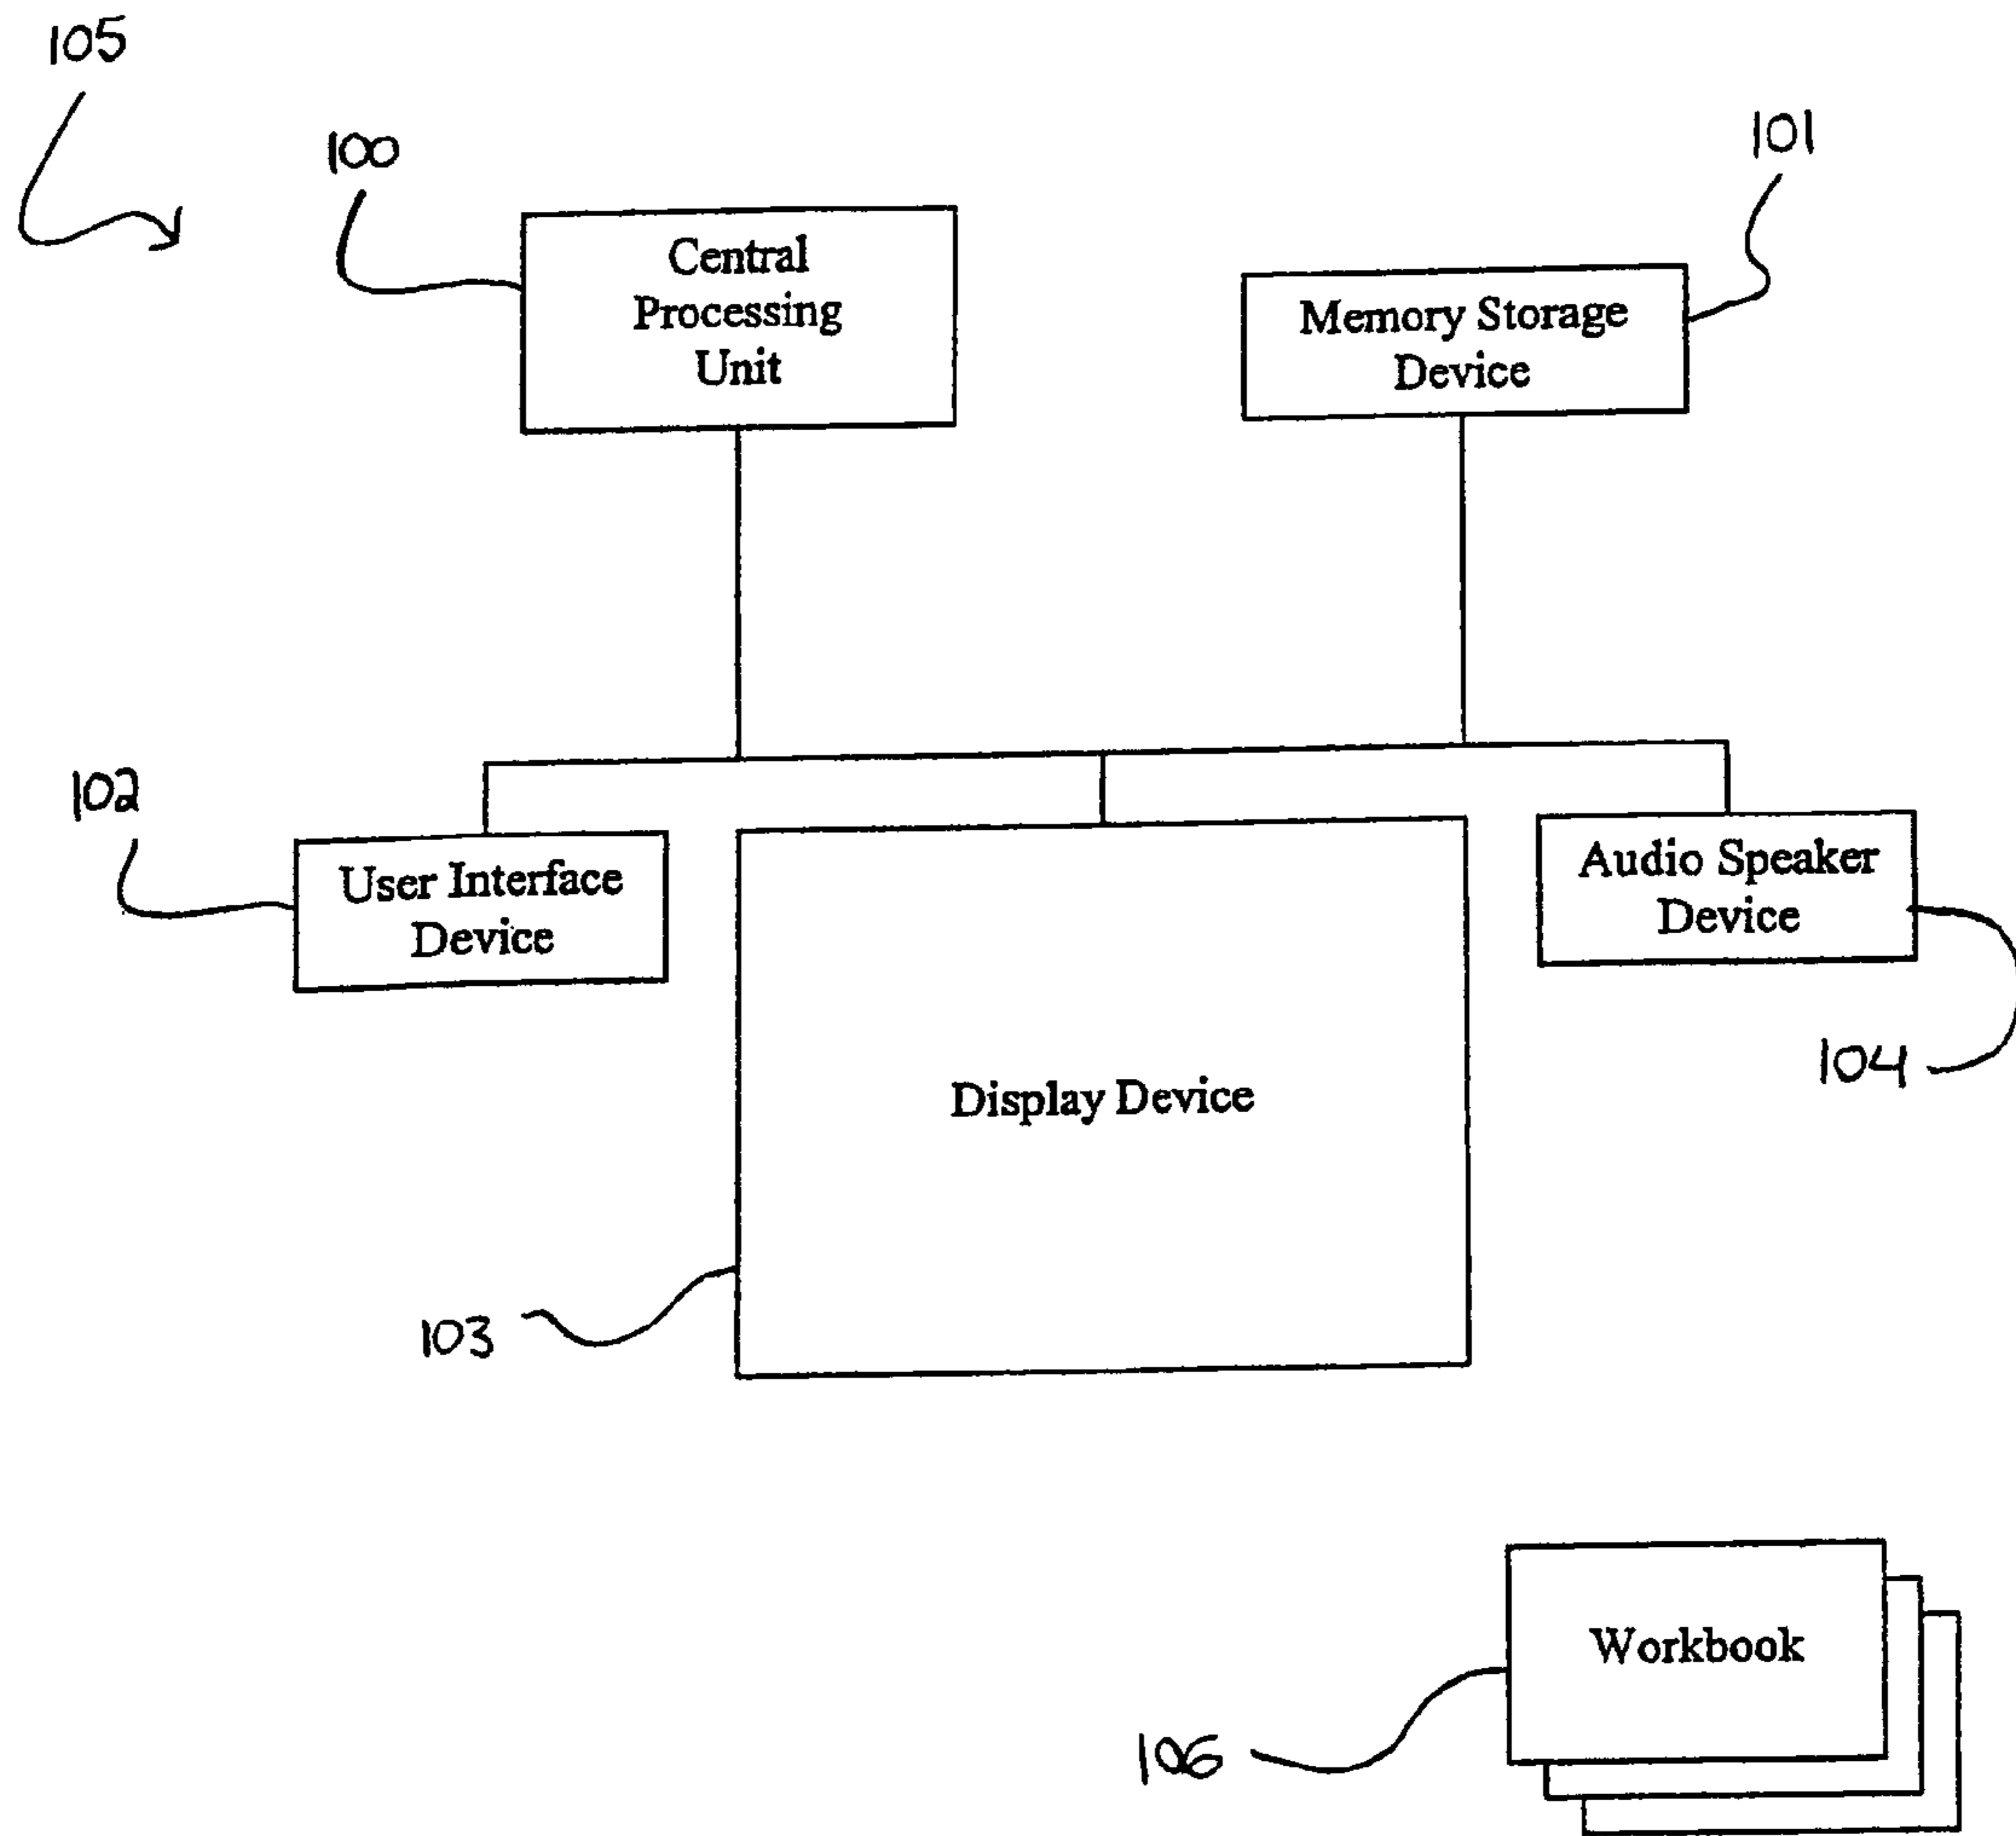 105
100
101
Central
Processing
Unit
Memory Storage
Device
102
User Interface
Device
Audio Speaker
Device
Display Device
104
103
Workbook
106